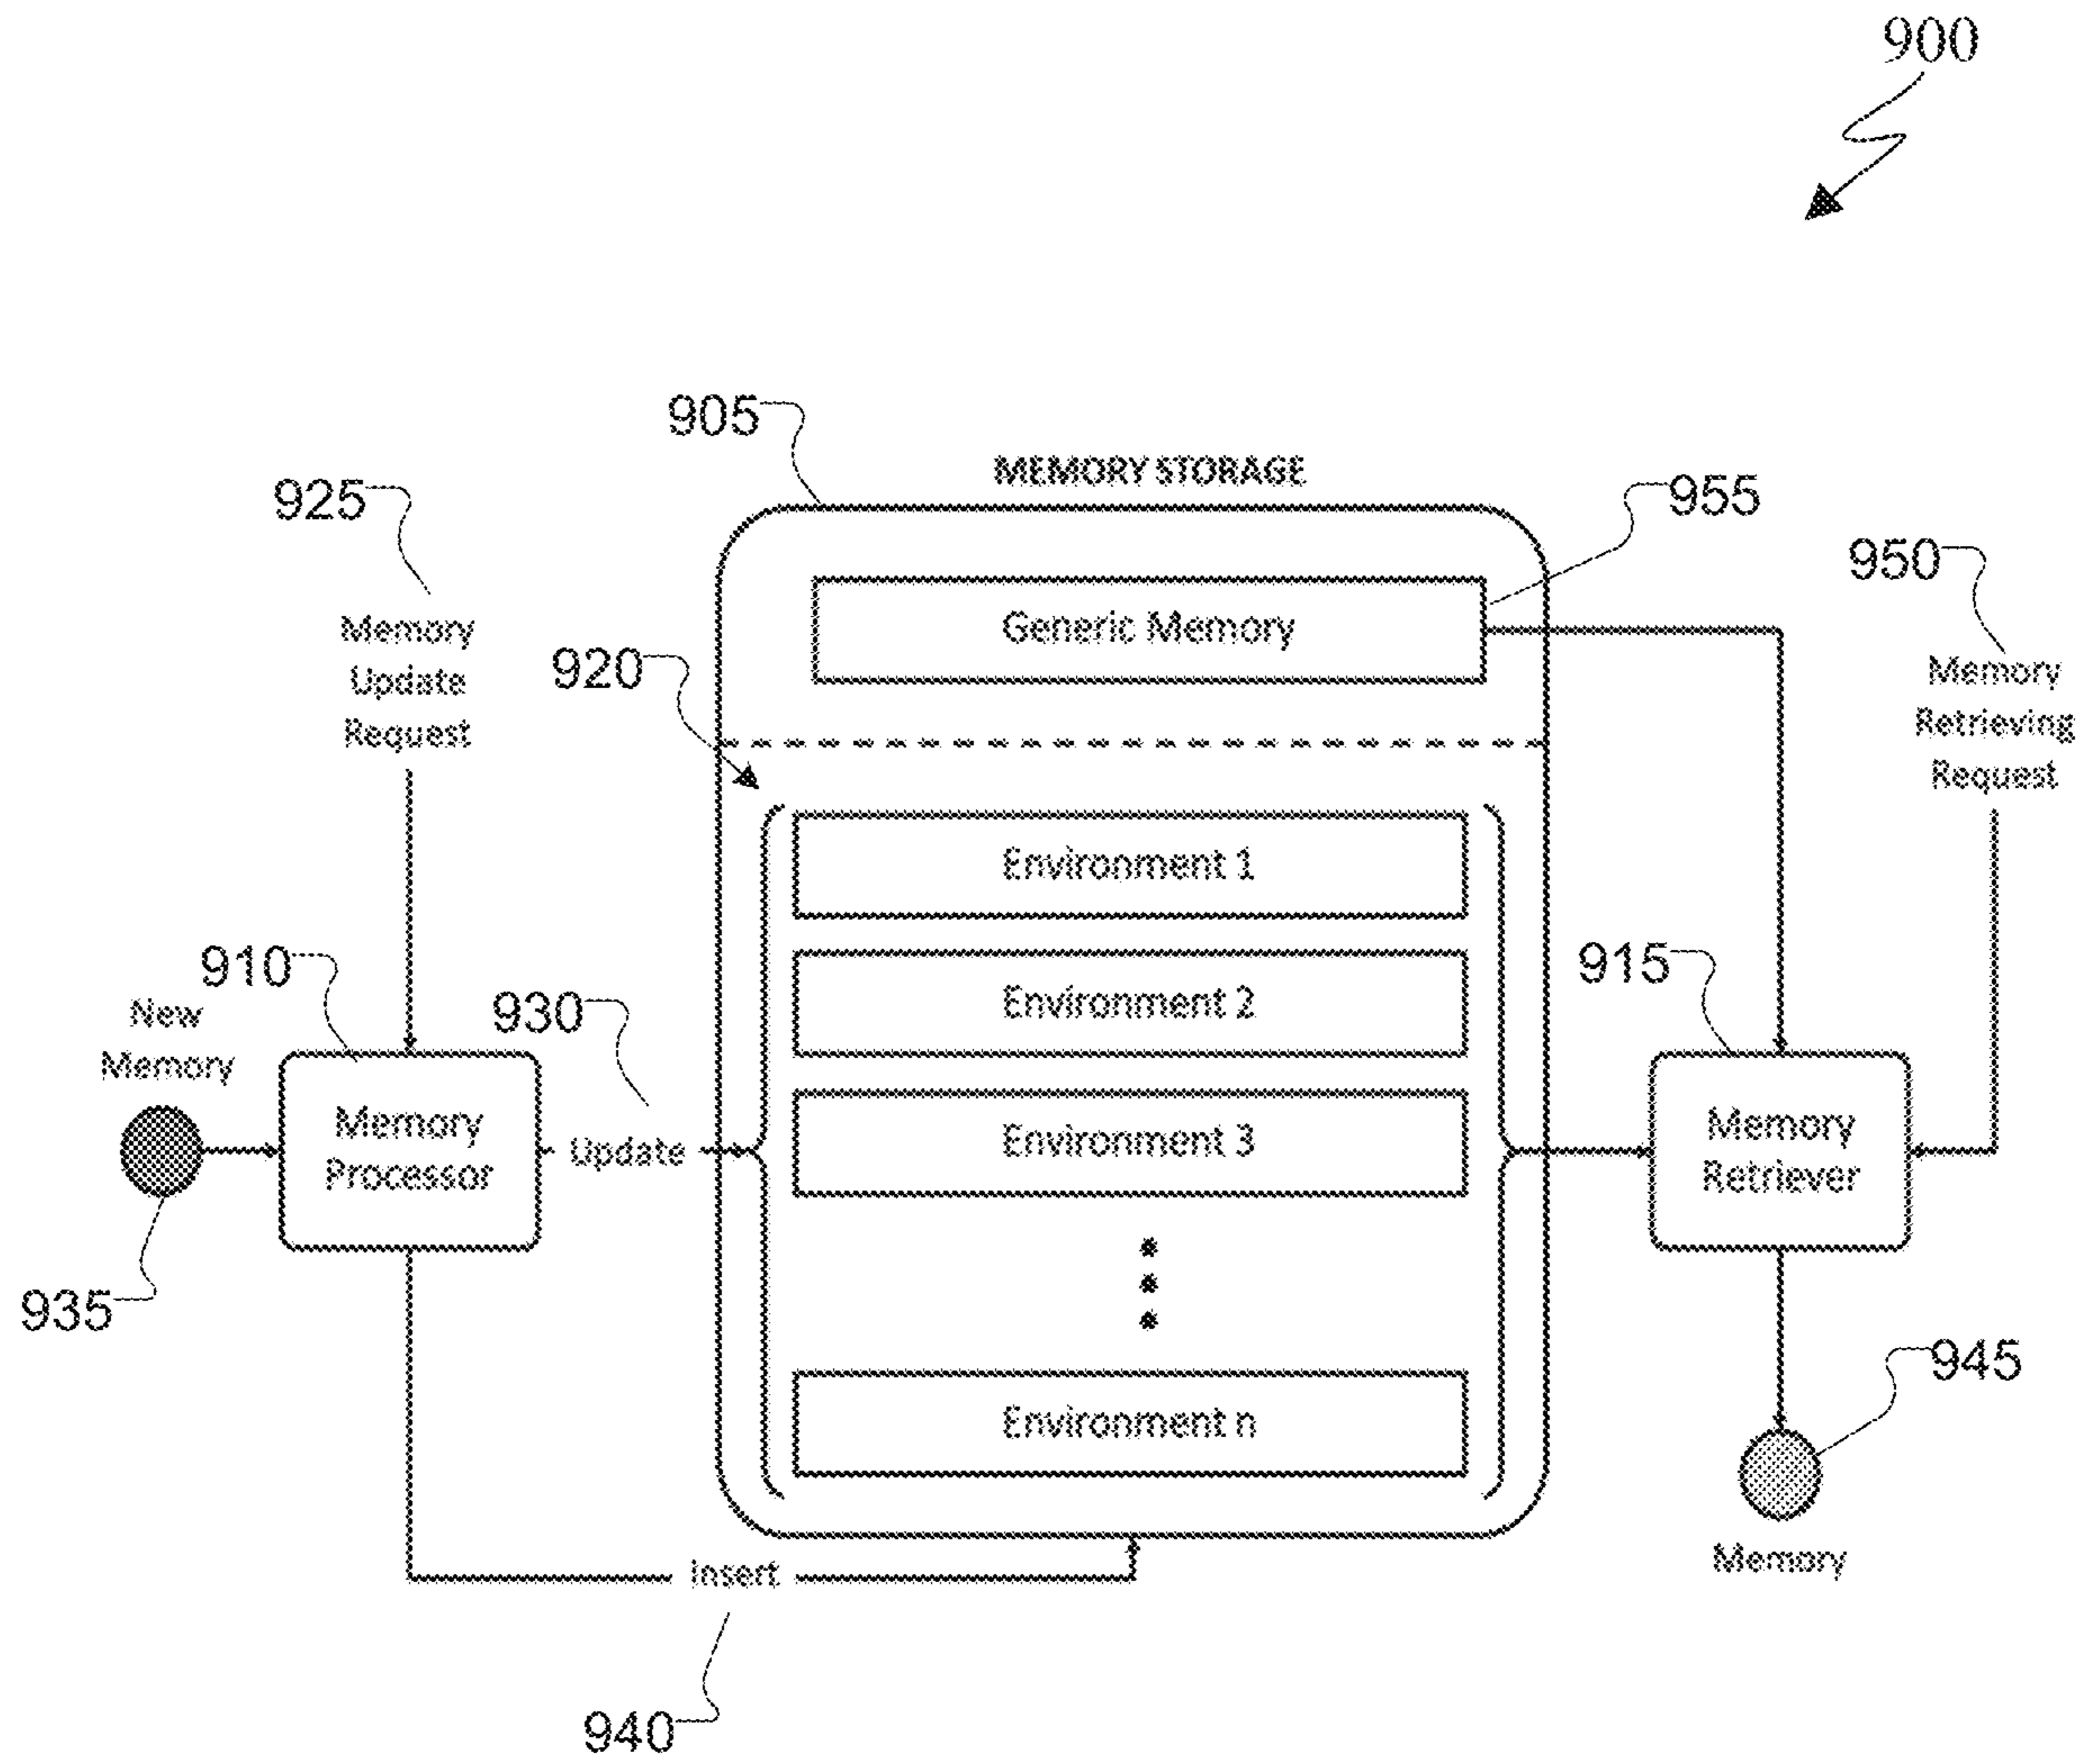 900
905
MEMORY STORAGE
925
955
950
Memory
Update
Request
Generic Memory
920
Memory
Retrieving
Request
Environment 1
910
930
Environment 2
915
New
Memory
Memory
Processor
Update
Environment 3
Memory
Retriever
935
945
Environment n
Insert
Memory
940